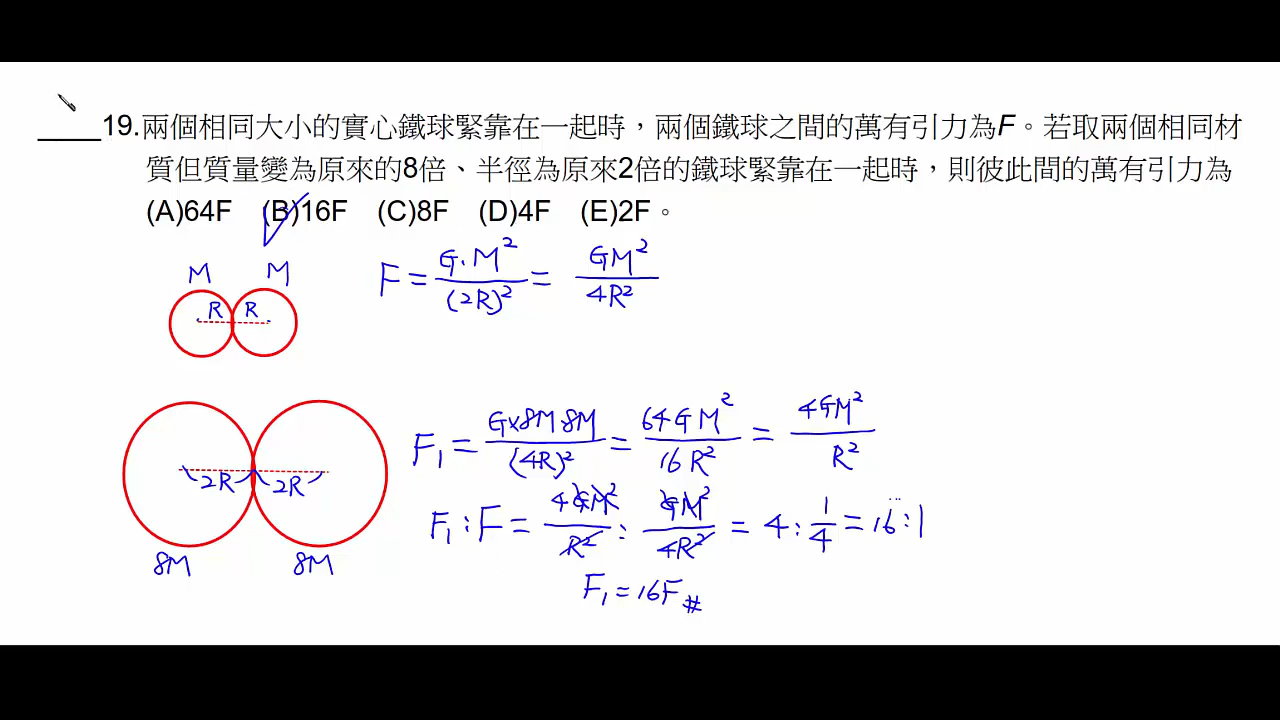 ____19.兩個相同大小的實心鐵球緊靠在一起時，兩個鐵球之間的萬有引力為F。若取兩個相同材
質但質量變為原來的8倍、半徑為原來2倍的鐵球緊靠在一起時，則彼此間的萬有引力為
(A)64F (B)16F (C)8F (D)4F (E)2F。
M M
R R
F = G·M²/(2R)² = GM²/4R²
2R 2R
8M 8M
F₁ = G×8M 8M/(4R)² = 64GM²/16R² = 4GM²/R²
F₁:F = 4GM²/R² : GM²/4R² = 4:1/4 = 16:1
F₁ = 16F#